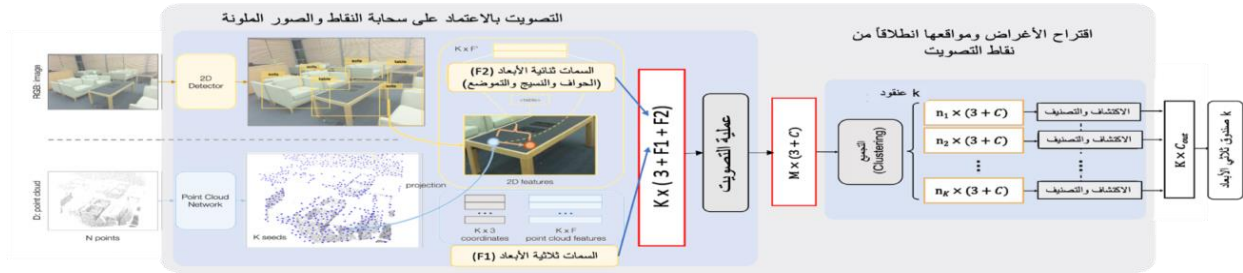 التصويت بالاعتماد على سحابة النقاط والصور الملونة
اقتراح الأغراض ومواقعها انطلاقاً من
نقاط التصويت
RGB: image
2D
Detector
K x F'
السمات ثنائية الأبعاد (F2)
(الحواف والنسيج والتموضع)
2D features
projection
D: point cloud
N points
Point Cloud
Network
K seeds
K x 3
coordinates
K x F
point cloud features
السمات ثلاثية الأبعاد (F1)
K x ( 3 + F1 + F2)
عملية التصويت
M x (3 + C)
التجميع
(Clustering)
k عنقود
n₁ × (3 + C)
الاكتشاف والتصنيف
n₂ × (3 + C)
الاكتشاف والتصنيف
...
n_K × (3 + C)
الاكتشاف والتصنيف
K x C_out
k صندوق ثلاثي الأبعاد